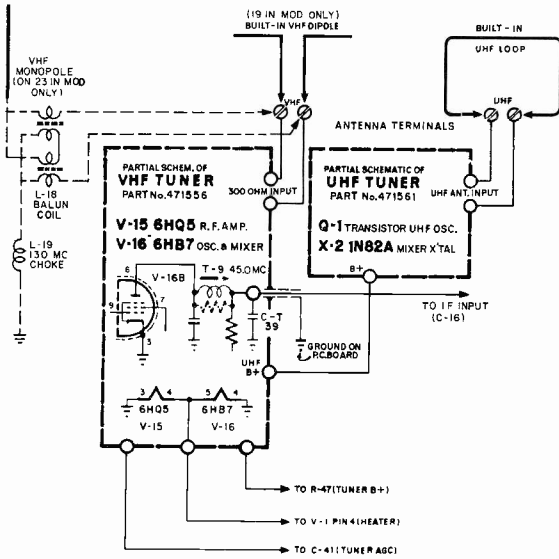 (19 IN MOD ONLY)
BUILT-IN VHF DIPOLE
BUILT-IN
UHF LOOP
VHF
MONOPOLE
(ON 23 IN MOD
ONLY)
VHF
UHF
ANTENNA TERMINALS
L-18
BALUN
COIL
L-19
130 MC
CHOKE
PARTIAL SCHEM. OF
VHF TUNER
PART No. 471556
300 OHM INPUT
V-15 6HQ5 R.F. AMP.
V-16 6HB7 OSC. & MIXER
PARTIAL SCHEMATIC OF
UHF TUNER
PART No. 471561
UHF ANT. INPUT
Q-1 TRANSISTOR UHF OSC.
X-2 1N82A MIXER X'TAL
B+
6
V-16B
T-9 45.0 MC
9
7
3
C-T
39
TO I.F. INPUT
(C-16)
GROUND ON
P.C. BOARD
UHF
B+
3 4
5 4
6HQ5
6HB7
V-15
V-16
TO R-47 (TUNER B+)
TO V-1 PIN 4 (HEATER)
TO C-41 (TUNER AGC)